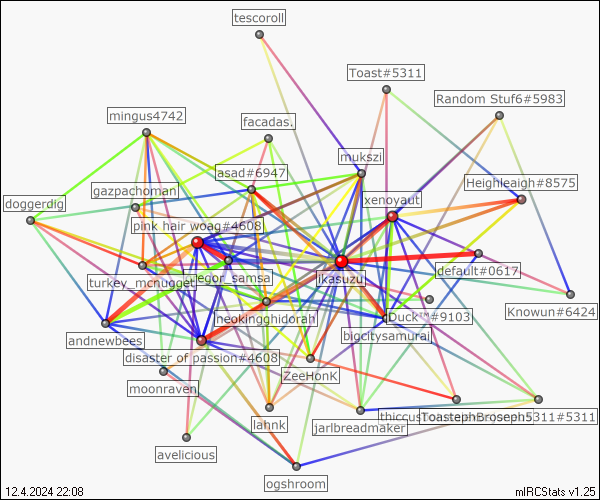 tescoroll
Toast#5311
Random Stuf6#5983
mingus4742
facadas.
mukszi
asad#6947
Heighleaigh#8575
gazpachoman
xenoyaut
doggerdig
pink hair woag#4608
default#0617
turkey_mcnugget
gregor_samsa
ikasuzu
Knowun#6424
theokingghidorah
Duck™#9103
andnewbees
bigcitysamurai
disaster of passion#4608
ZeeHonK
moonraven
lahnk
jarlbreadmaker
5311#5311
avelicious
ogshroom
12.4.2024 22:08
mIRCStats v1.25